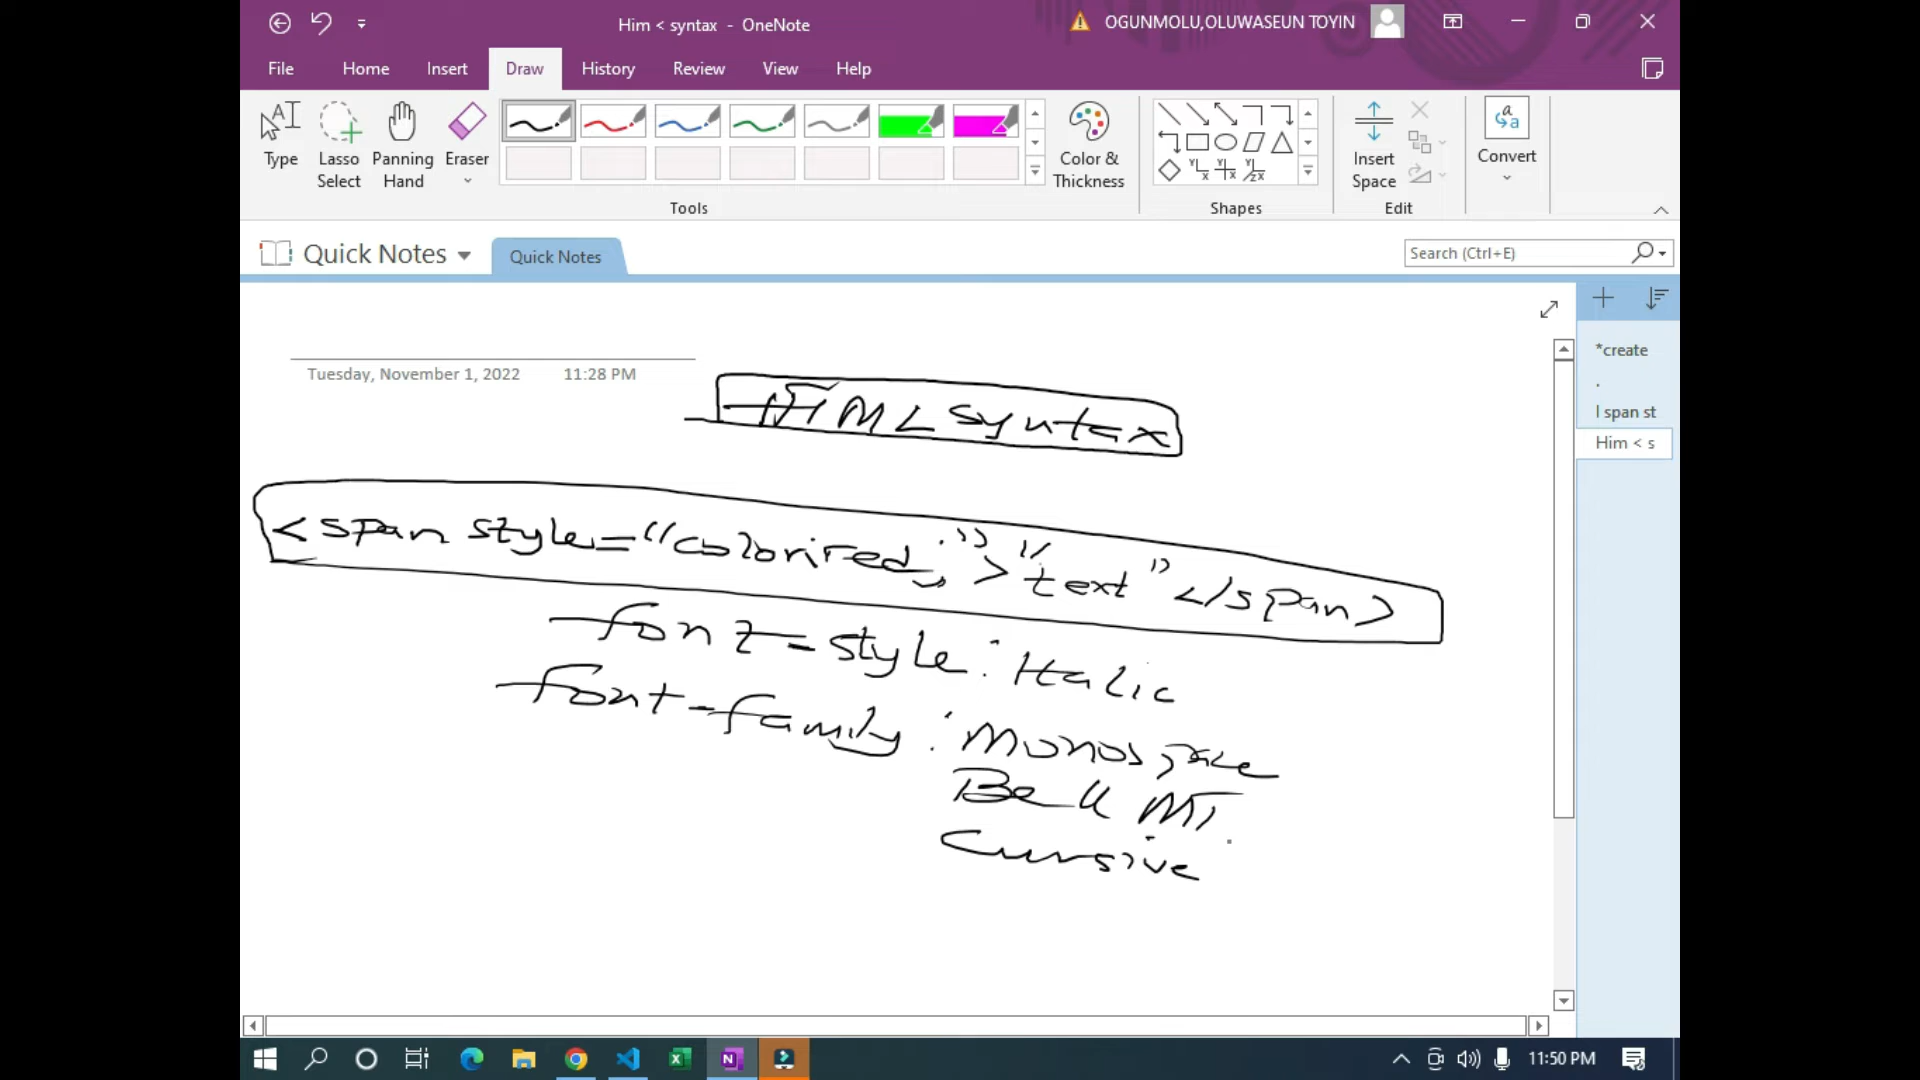 Him < syntax - OneNote
OGUNMOLU,OLUWASEUN TOYIN
File Home Insert Draw History Review View Help
Type
Lasso Select
Panning Hand
Eraser
Color & Thickness
Insert Space
Convert
Tools
Shapes
Edit
Quick Notes
Quick Notes
Search (Ctrl+E)
*create
.
I span st
Him < s
Tuesday, November 1, 2022 11:28 PM
HTML syntax
<span style="color:red;"> "text" </span>
font-style: Italic
font-family: Monospace
Bell MT
Cursive
11:50 PM